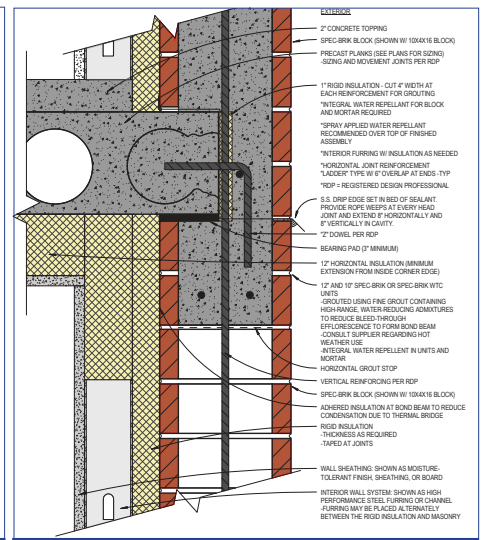 EXTERIOR
2" CONCRETE TOPPING
SPEC-BRIK BLOCK (SHOWN W/ 10X4X16 BLOCK)
PRECAST PLANKS (SEE PLANS FOR SIZING)
-SIZING AND MOVEMENT JOINTS PER RDP
1" RIGID INSULATION - CUT 4" WIDTH AT
EACH REINFORCEMENT FOR GROUTING
*INTEGRAL WATER REPELLANT FOR BLOCK
AND MORTAR REQUIRED
*SPRAY APPLIED WATER REPELLANT
RECOMMENDED OVER TOP OF FINISHED
ASSEMBLY
*INTERIOR FURRING W/ INSULATION AS NEEDED
*HORIZONTAL JOINT REINFORCEMENT
"LADDER" TYPE W/ 6" OVERLAP AT ENDS -TYP
*RDP = REGISTERED DESIGN PROFESSIONAL
S.S. DRIP EDGE SET IN BED OF SEALANT.
PROVIDE ROPE WEEPS AT EVERY HEAD
JOINT AND EXTEND 8" HORIZONTALLY AND
8" VERTICALLY IN CAVITY.
"Z" DOWEL PER RDP
BEARING PAD (3" MINIMUM)
12" HORIZONTAL INSULATION (MINIMUM
EXTENSION FROM INSIDE CORNER EDGE)
12" AND 10" SPEC-BRIK OR SPEC-BRIK WTC
UNITS
-GROUTED USING FINE GROUT CONTAINING
HIGH-RANGE, WATER-REDUCING ADMIXTURES
TO REDUCE BLEED-THROUGH
EFFLORESCENCE TO FORM BOND BEAM
-CONSULT SUPPLIER REGARDING HOT
WEATHER USE
-INTEGRAL WATER REPELLENT IN UNITS AND
MORTAR
HORIZONTAL GROUT STOP
VERTICAL REINFORCING PER RDP
SPEC-BRIK BLOCK (SHOWN W/ 10X4X16 BLOCK)
ADHERED INSULATION AT BOND BEAM TO REDUCE
CONDENSATION DUE TO THERMAL BRIDGE
RIGID INSULATION
-THICKNESS AS REQUIRED
-TAPED AT JOINTS
WALL SHEATHING: SHOWN AS MOISTURE-
TOLERANT FINISH, SHEATHING, OR BOARD
INTERIOR WALL SYSTEM: SHOWN AS HIGH
PERFORMANCE STEEL FURRING OR CHANNEL
-FURRING MAY BE PLACED ALTERNATELY
BETWEEN THE RIGID INSULATION AND MASONRY